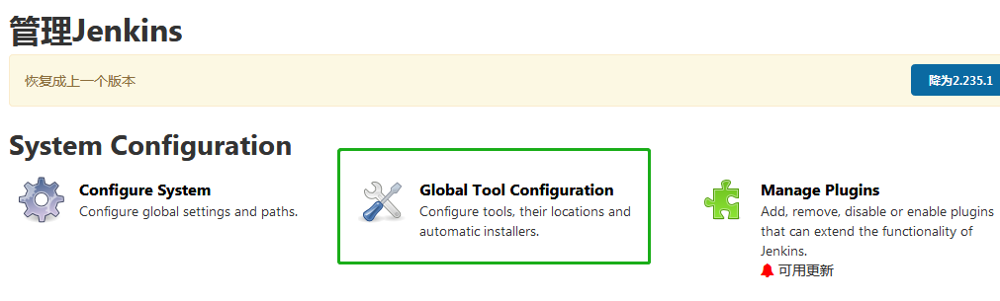 管理Jenkins
恢复成上一个版本
降为2.235.1
System Configuration
Configure System
Configure global settings and paths.
Global Tool Configuration
Configure tools, their locations and
automatic installers.
Manage Plugins
Add, remove, disable or enable plugins
that can extend the functionality of
Jenkins.
可用更新